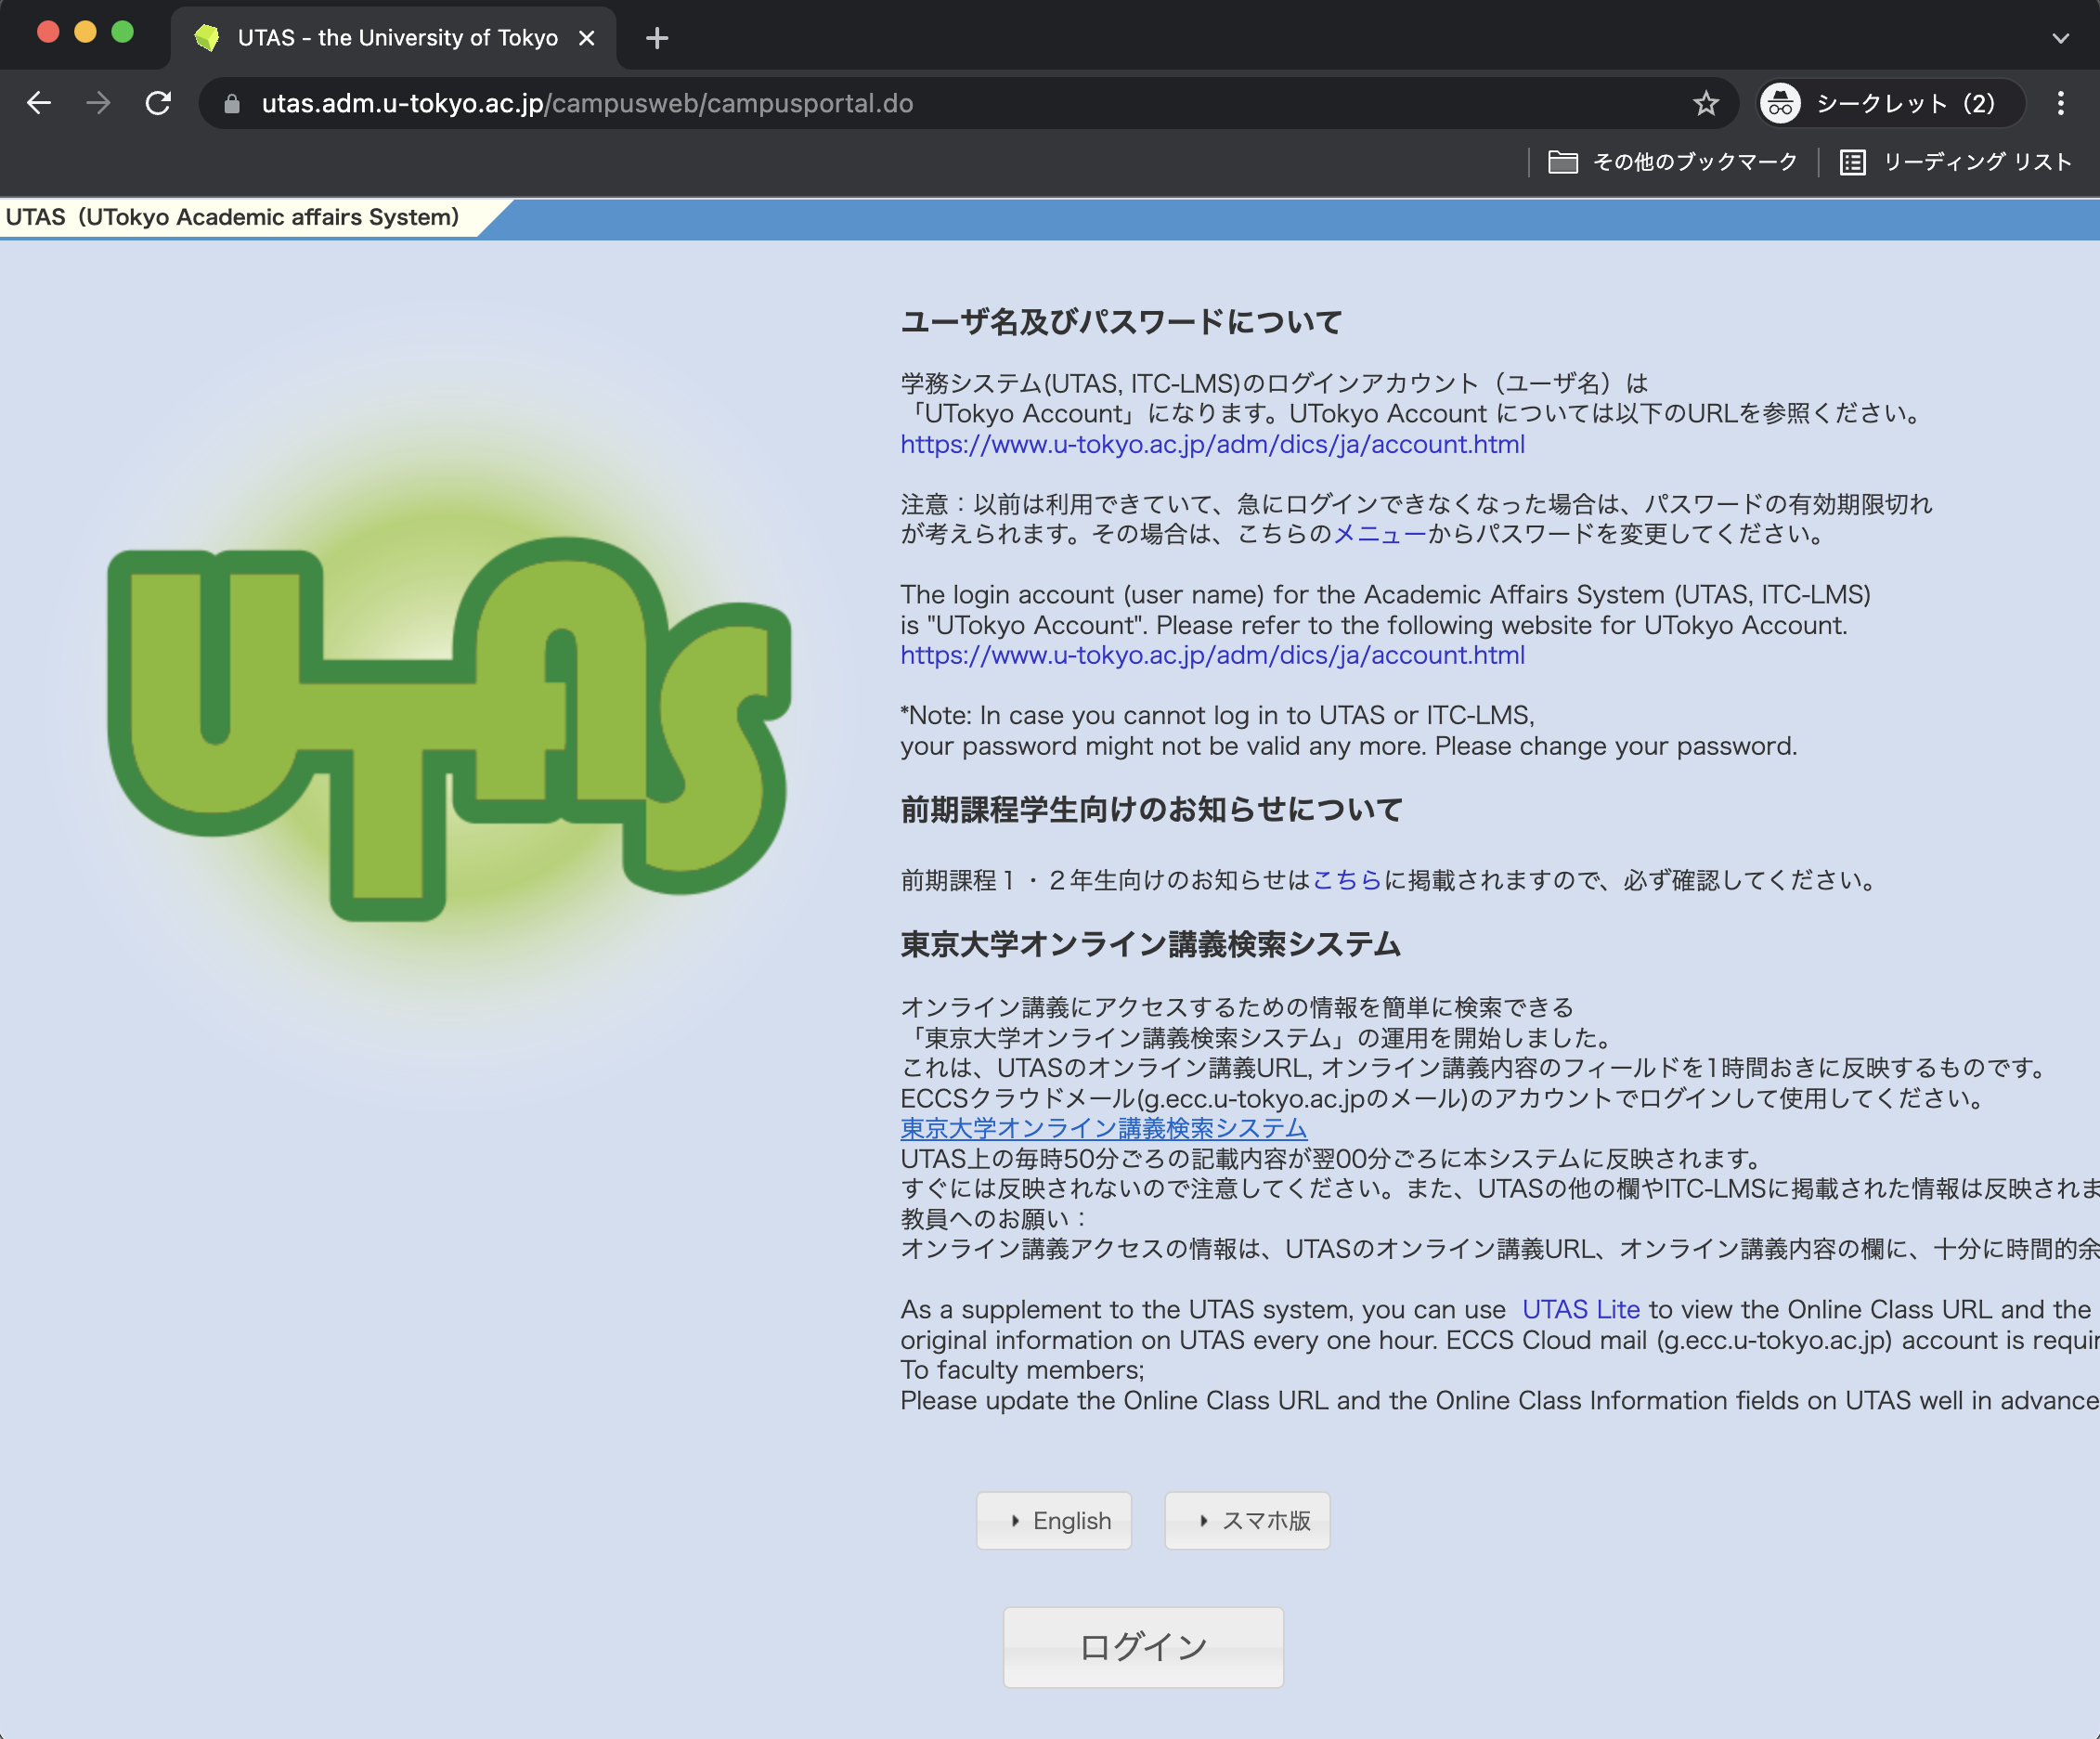 UTAS - the University of Tokyo
utas.adm.u-tokyo.ac.jp/campusweb/campusportal.do
シークレット（2）
その他のブックマーク
リーディング リスト
UTAS（UTokyo Academic affairs System）
UTAS
ユーザ名及びパスワードについて
学務システム(UTAS, ITC-LMS)のログインアカウント（ユーザ名）は
「UTokyo Account」になります。UTokyo Account については以下のURLを参照ください。
https://www.u-tokyo.ac.jp/adm/dics/ja/account.html
注意：以前は利用できていて、急にログインできなくなった場合は、パスワードの有効期限切れ
が考えられます。その場合は、こちらのメニューからパスワードを変更してください。
The login account (user name) for the Academic Affairs System (UTAS, ITC-LMS)
is "UTokyo Account". Please refer to the following website for UTokyo Account.
https://www.u-tokyo.ac.jp/adm/dics/ja/account.html
*Note: In case you cannot log in to UTAS or ITC-LMS,
your password might not be valid any more. Please change your password.
前期課程学生向けのお知らせについて
前期課程１・２年生向けのお知らせはこちらに掲載されますので、必ず確認してください。
東京大学オンライン講義検索システム
オンライン講義にアクセスするための情報を簡単に検索できる
「東京大学オンライン講義検索システム」の運用を開始しました。
これは、UTASのオンライン講義URL, オンライン講義内容のフィールドを1時間おきに反映するものです。
ECCSクラウドメール(g.ecc.u-tokyo.ac.jpのメール)のアカウントでログインして使用してください。
東京大学オンライン講義検索システム
UTAS上の毎時50分ごろの記載内容が翌00分ごろに本システムに反映されます。
すぐには反映されないので注意してください。また、UTASの他の欄やITC-LMSに掲載された情報は反映されま
教員へのお願い：
オンライン講義アクセスの情報は、UTASのオンライン講義URL、オンライン講義内容の欄に、十分に時間的余
As a supplement to the UTAS system, you can use UTAS Lite to view the Online Class URL and the
original information on UTAS every one hour. ECCS Cloud mail (g.ecc.u-tokyo.ac.jp) account is requir
To faculty members;
Please update the Online Class URL and the Online Class Information fields on UTAS well in advance
English
スマホ版
ログイン